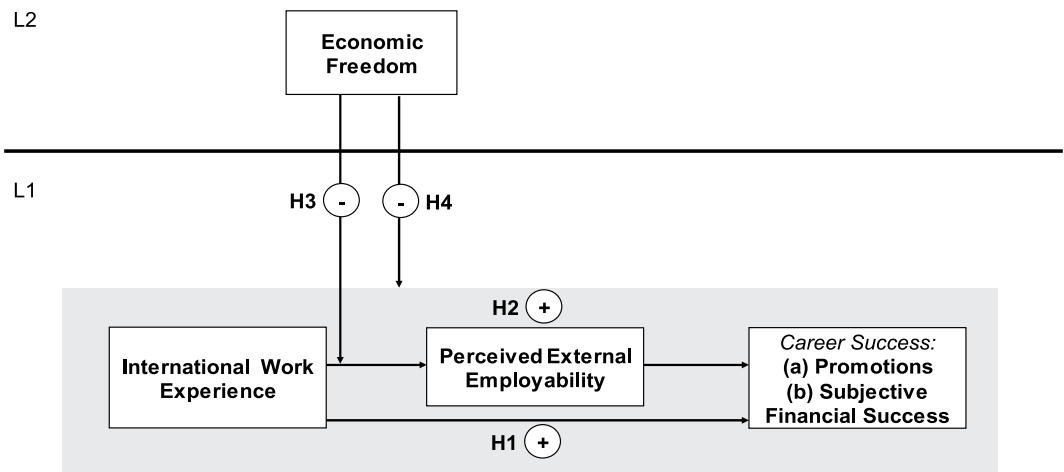 L2
Economic
Freedom
L1
H3
-
-
H4
H2 +
International Work
Experience
Perceived External
Employability
Career Success:
(a) Promotions
(b) Subjective
Financial Success
H1 +